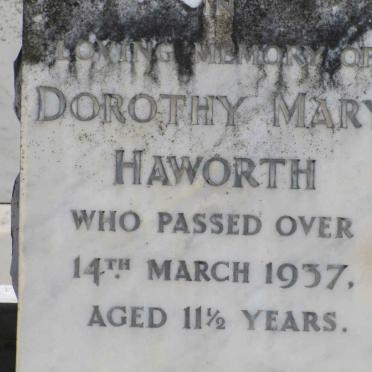 LOVING MEMORY OF
DOROTHY MARY
HAWORTH
WHO PASSED OVER
14TH MARCH 1937,
AGED 11½ YEARS.